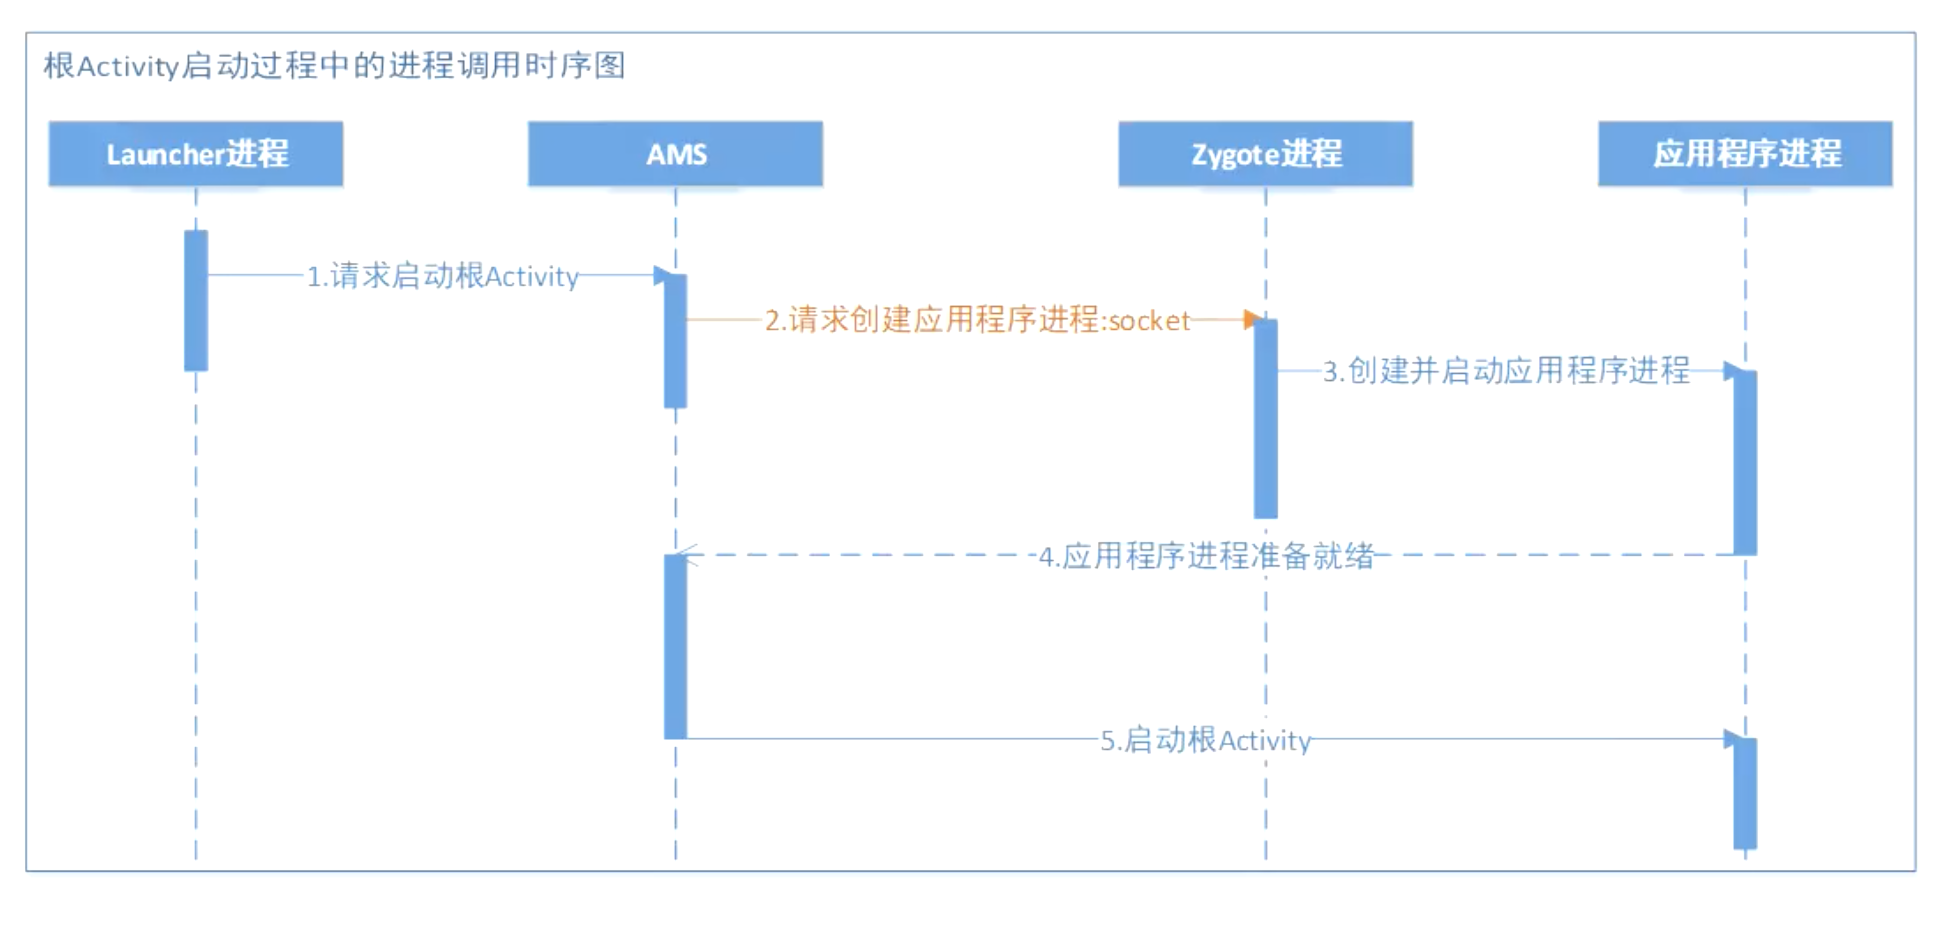 根Activity启动过程中的进程调用时序图
Launcher进程
AMS
Zygote进程
应用程序进程
1.请求启动根Activity
2.请求创建应用程序进程:socket
3.创建并启动应用程序进程
4.应用程序进程准备就绪
5.启动根Activity